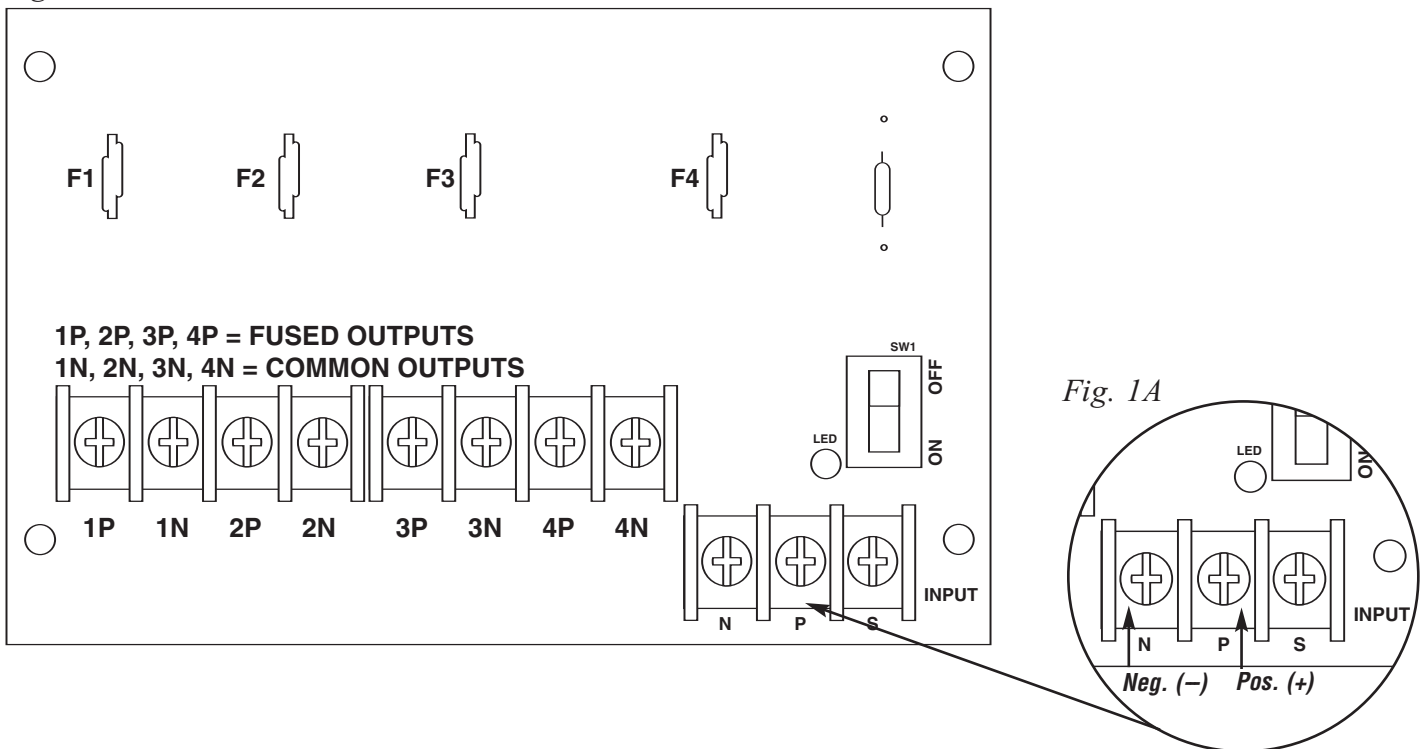 F1
F2
F3
F4
1P, 2P, 3P, 4P = FUSED OUTPUTS
1N, 2N, 3N, 4N = COMMON OUTPUTS
SW1
OFF
ON
LED
1P 1N 2P 2N 3P 3N 4P 4N
INPUT
N P S
Fig. 1A
LED
ON
INPUT
N P S
Neg. (–) Pos. (+)